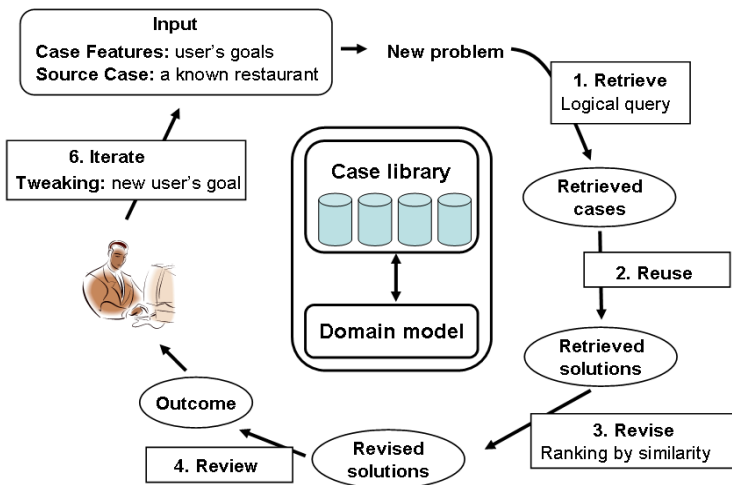 Input
Case Features: user's goals
Source Case: a known restaurant
New problem
1. Retrieve
Logical query
Retrieved
cases
2. Reuse
Retrieved
solutions
3. Revise
Ranking by similarity
Revised
solutions
4. Review
Outcome
6. Iterate
Tweaking: new user's goal
Case library
Domain model